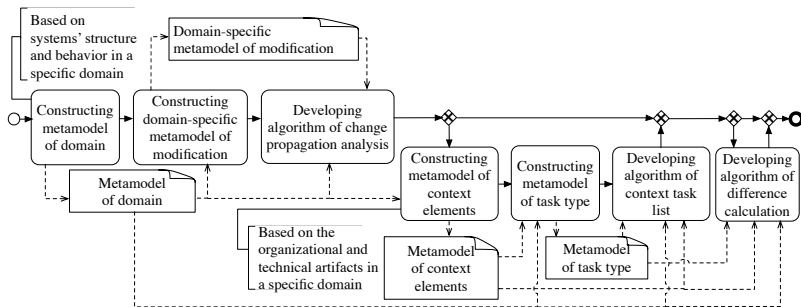 Based on
systems' structure
and behavior in a
specific domain
Domain-specific
metamodel of modification
Constructing
metamodel
of domain
Constructing
domain-specific
metamodel of
modification
Developing
algorithm of change
propagation analysis
Metamodel
of domain
Constructing
metamodel of
context
elements
Constructing
metamodel
of task type
Developing
algorithm of
context task
list
Developing
algorithm of
difference
calculation
Based on the
organizational and
technical artifacts in
a specific domain
Metamodel
of context
elements
Metamodel
of task type